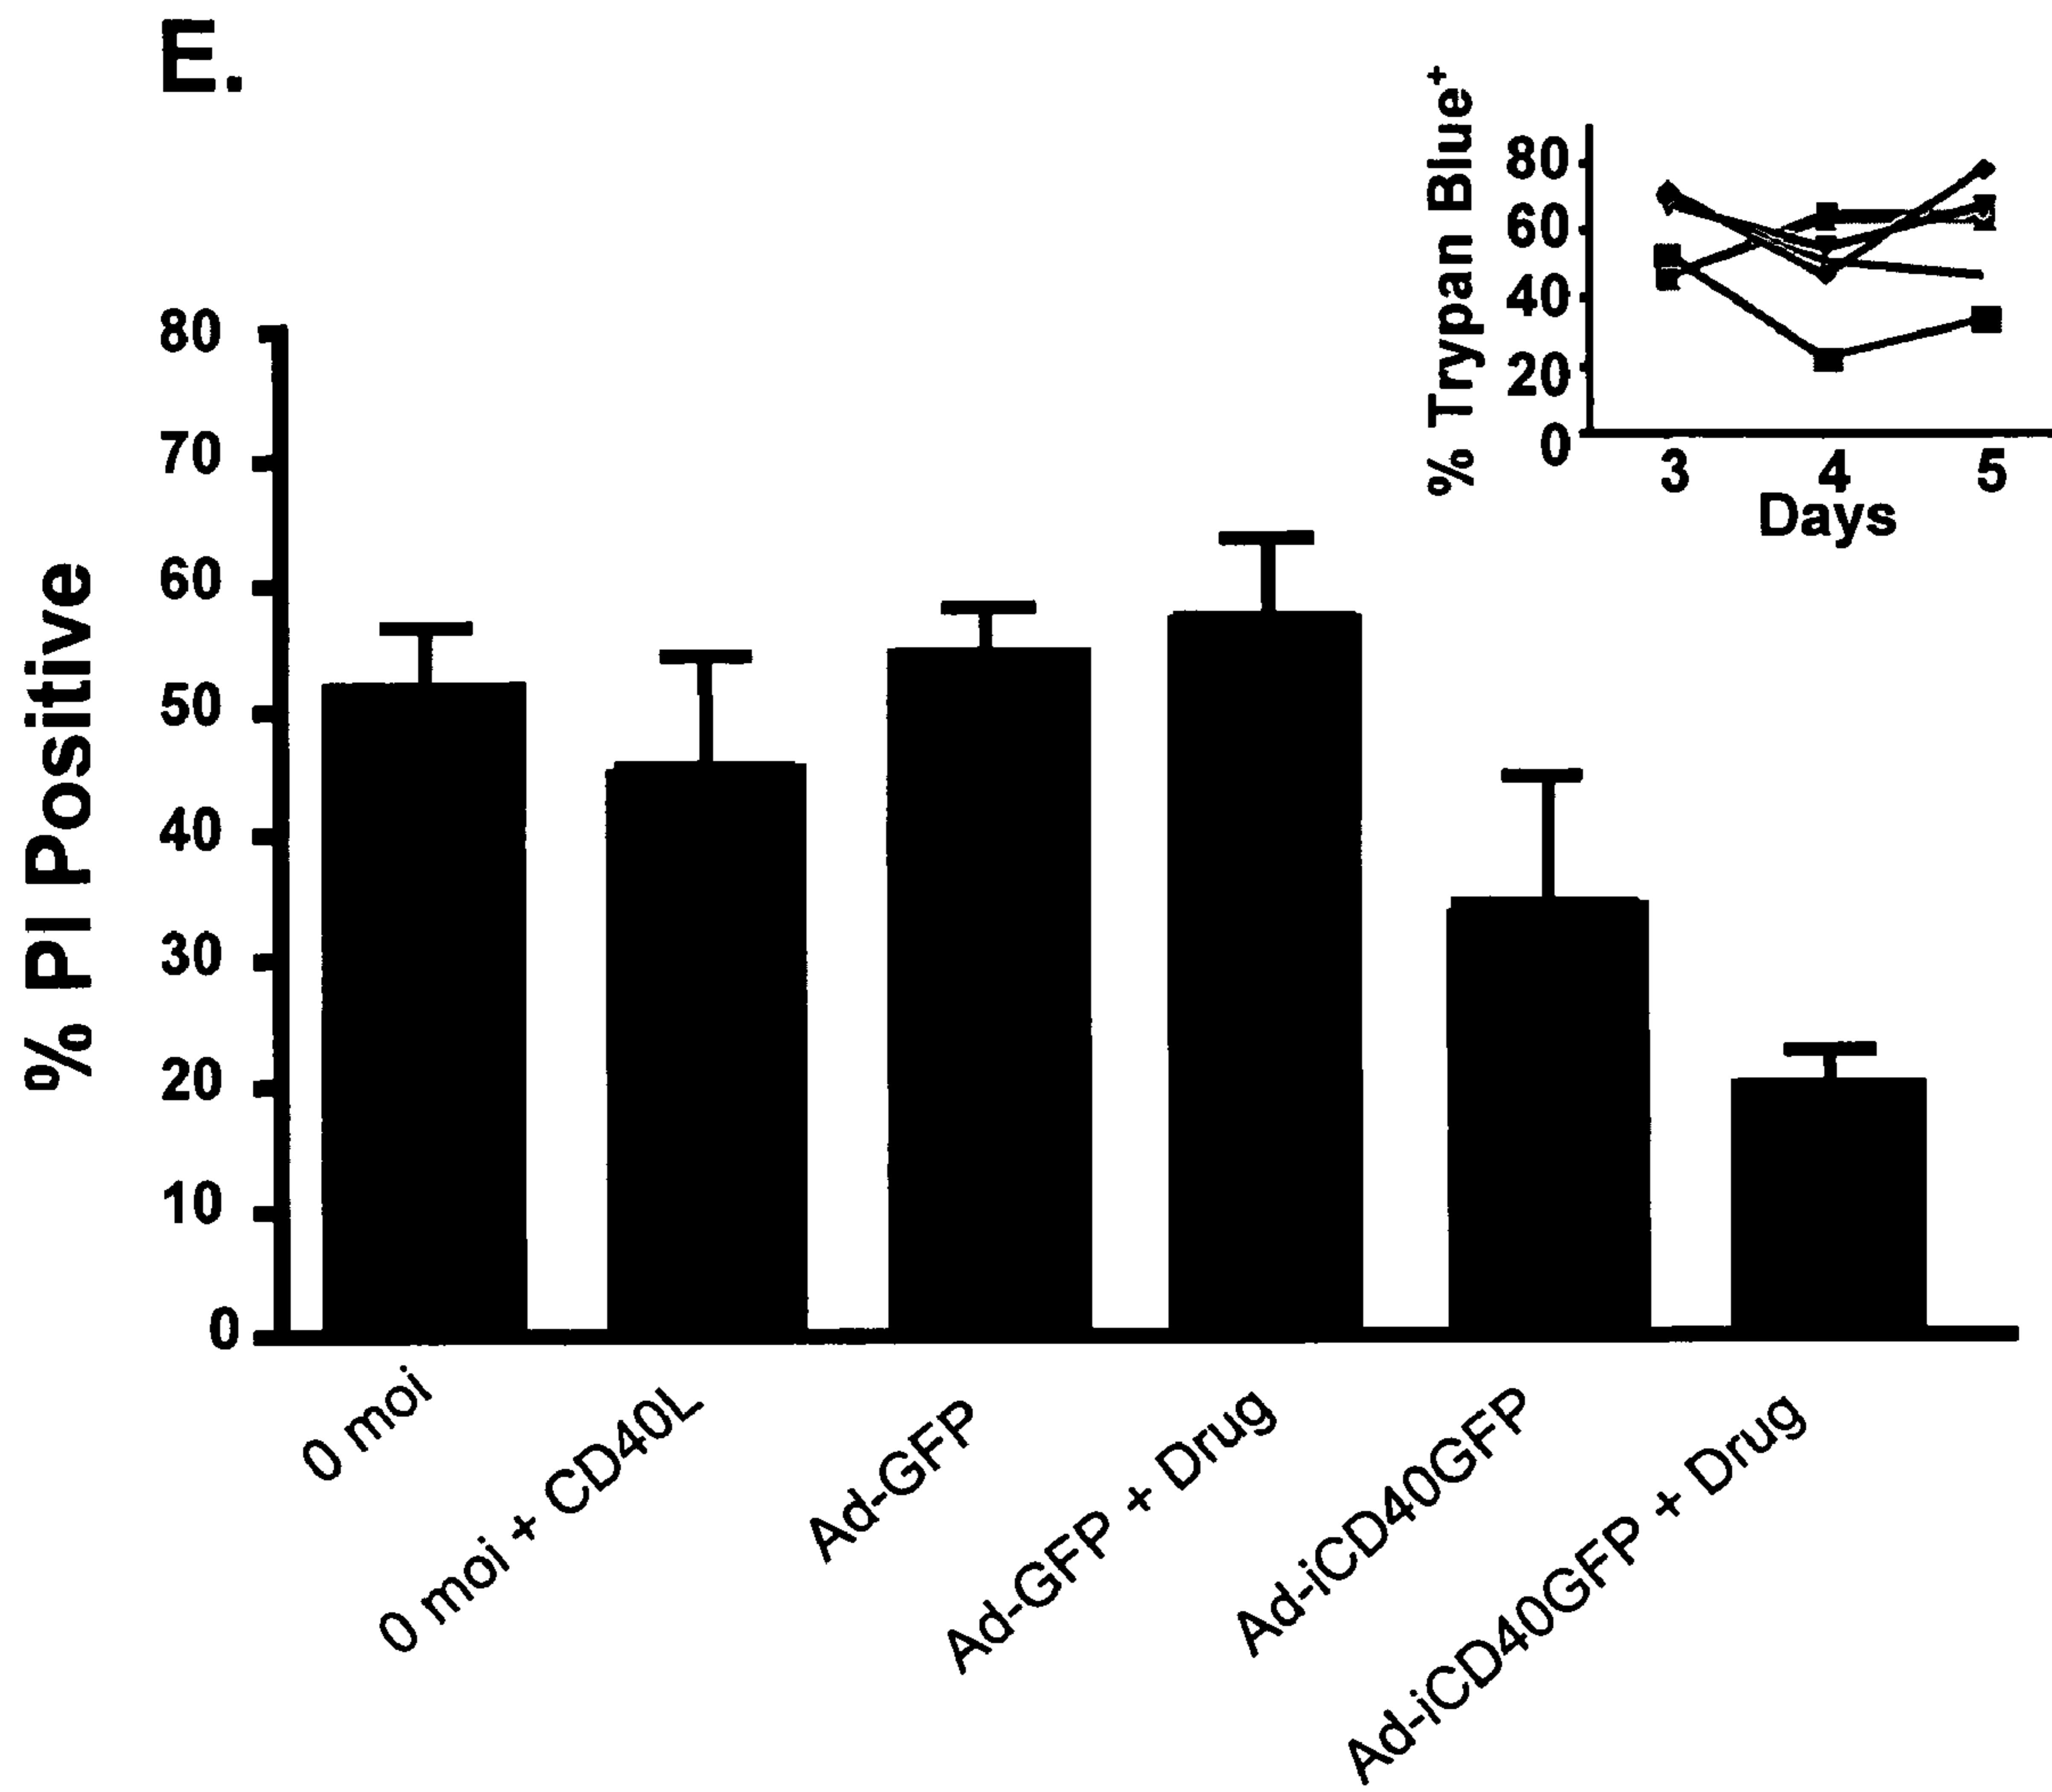 E.
% Trypan Blue+
80
60
40
20
0
3 4 5
Days
% PI Positive
80
70
60
50
40
30
20
10
0
0 moi
0 moi + CD40L
Ad-GFP
Ad-GFP + Drug
Ad-iCD40GFP
Ad-iCD40GFP + Drug